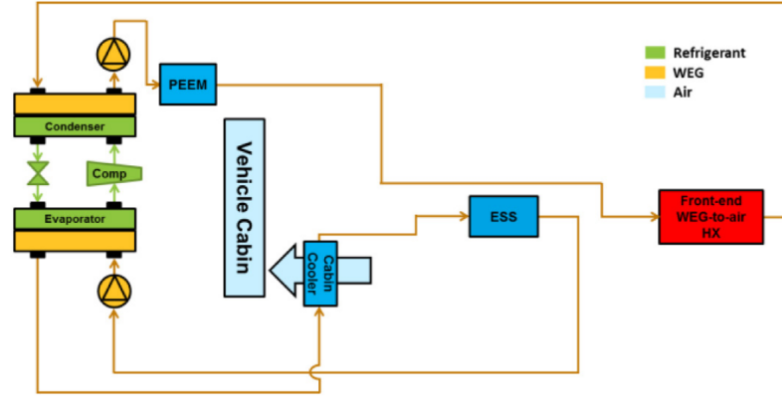 Refrigerant
WEG
Air
PEEM
Condenser
Comp
Evaporator
Vehicle Cabin
Cabin
Cooler
ESS
Front-end
WEG-to-air
HX